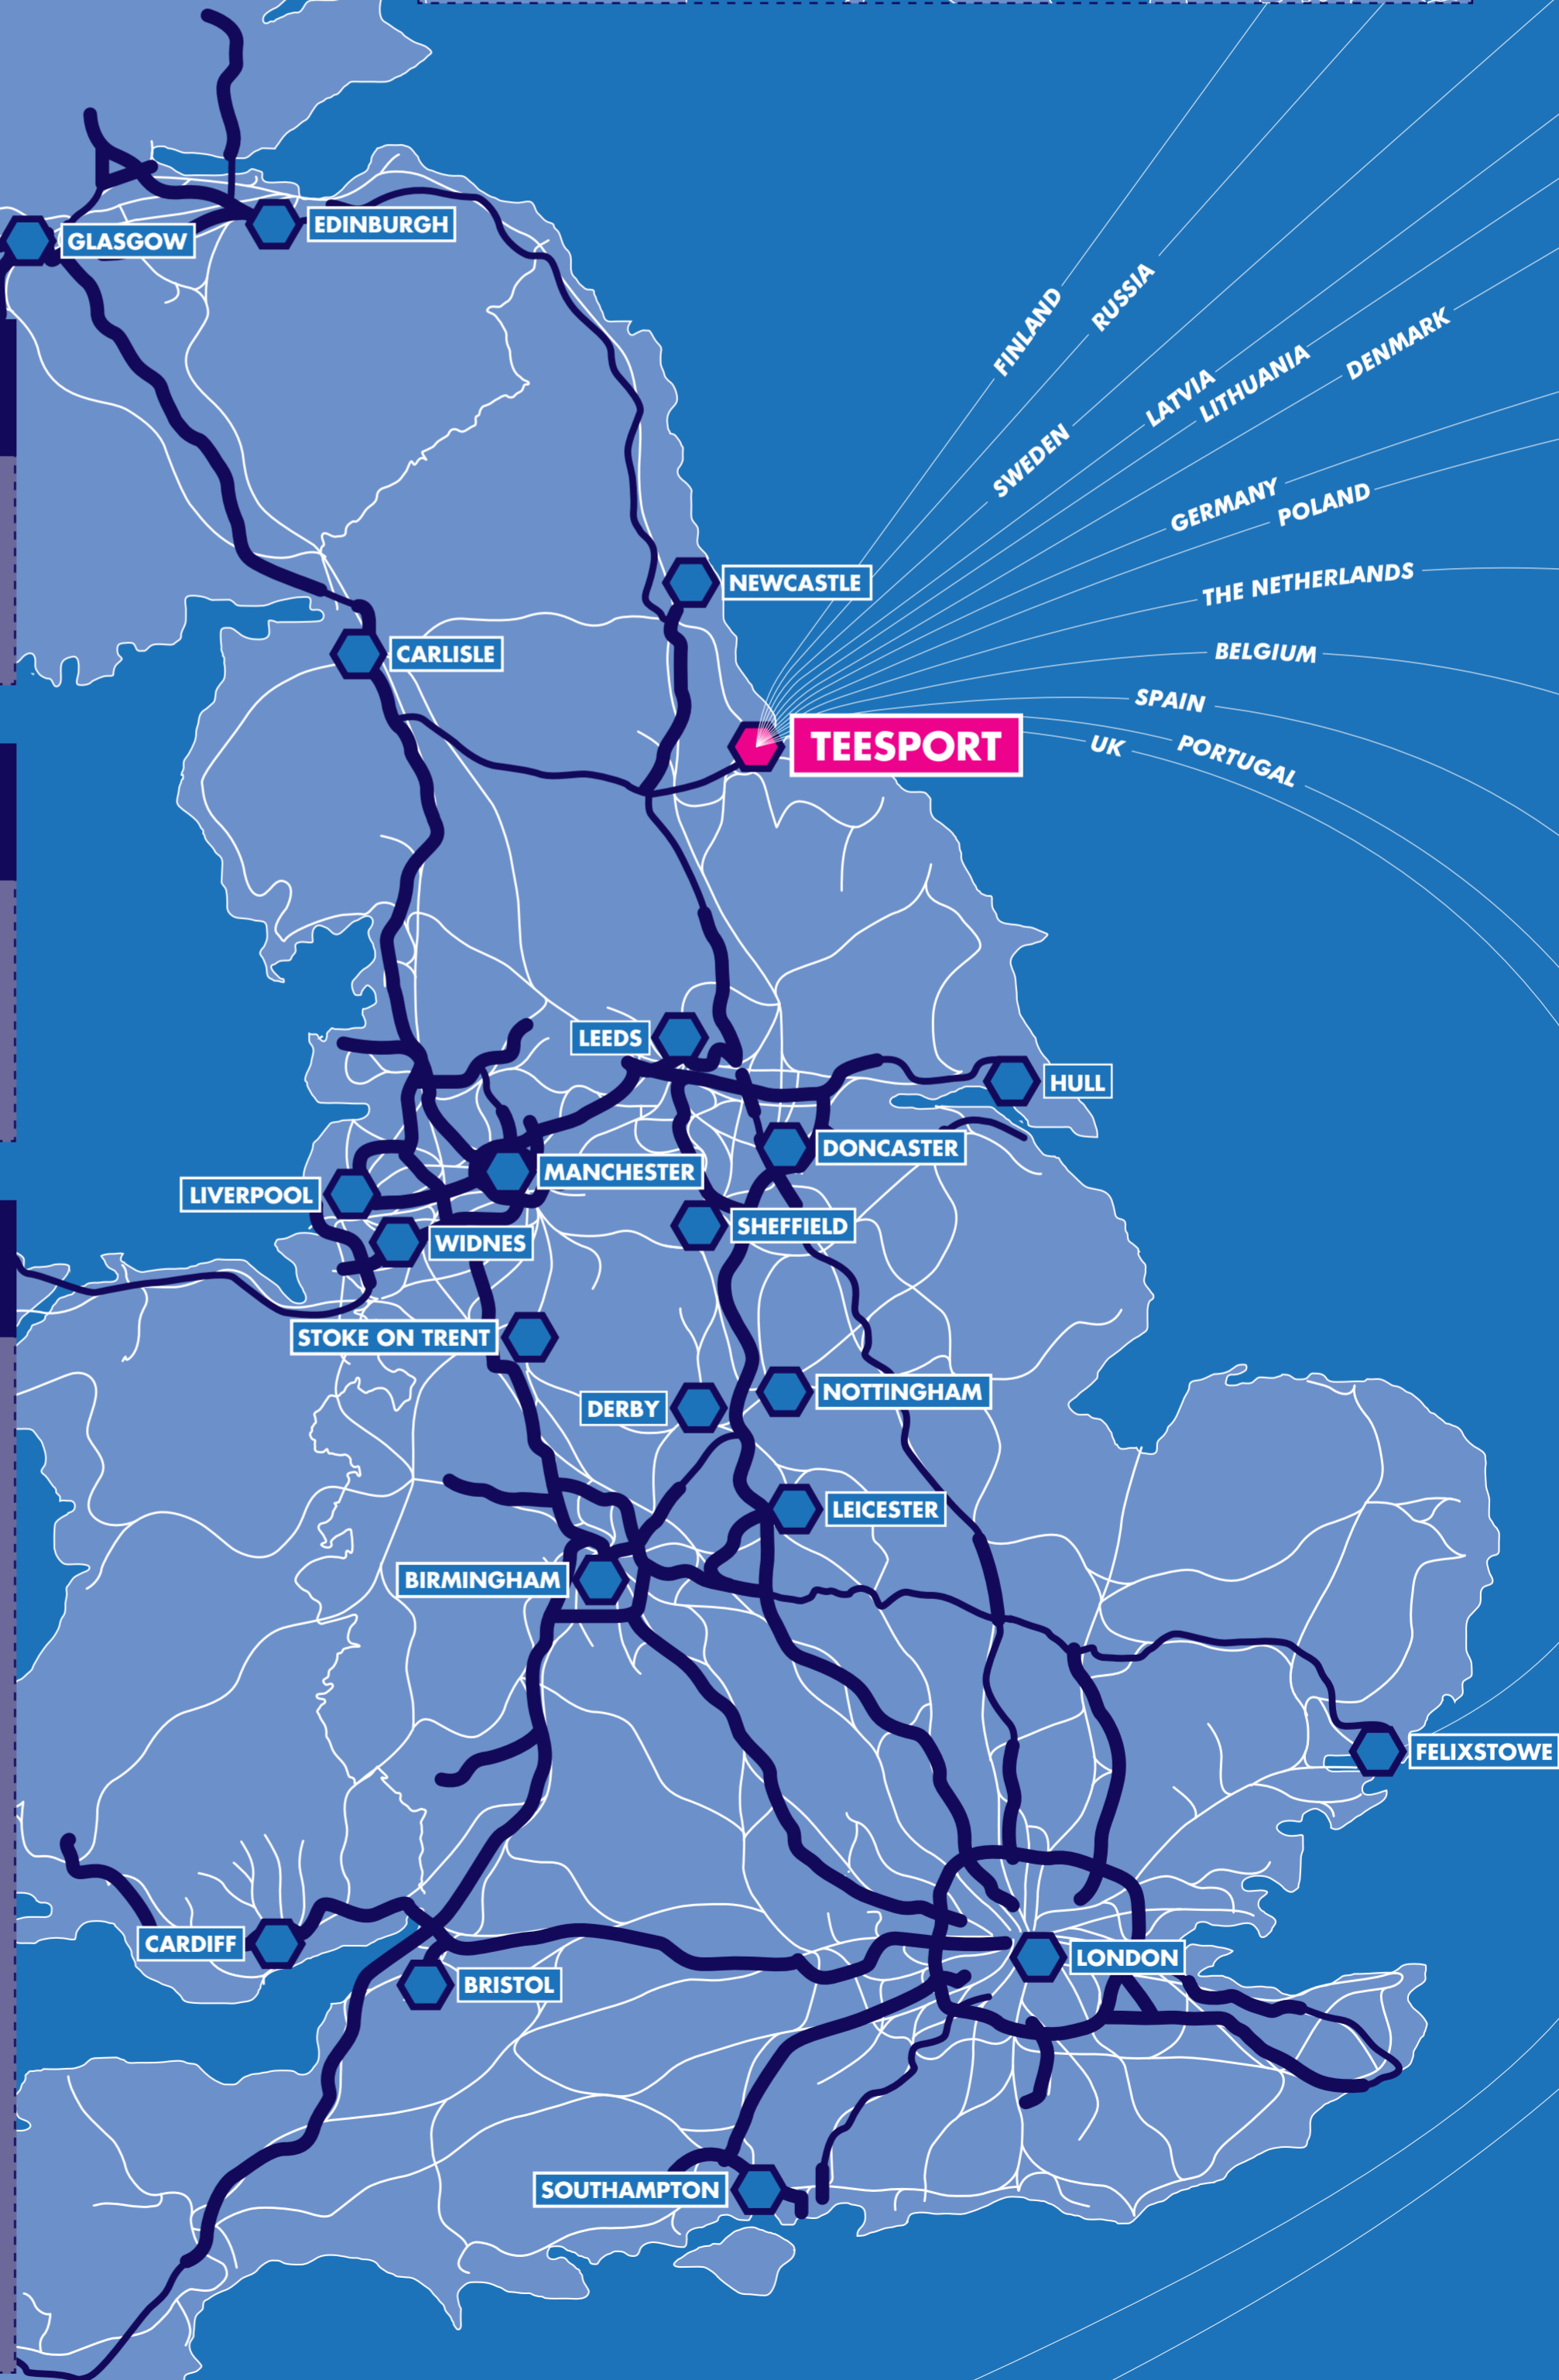 EDINBURGH
GLASGOW
FINLAND
RUSSIA
DENMARK
LATVIA
LITHUANIA
SWEDEN
GERMANY
POLAND
NEWCASTLE
THE NETHERLANDS
CARLISLE
BELGIUM
SPAIN
TEESPORT
UK
PORTUGAL
LEEDS
HULL
DONCASTER
MANCHESTER
LIVERPOOL
SHEFFIELD
WIDNES
STOKE ON TRENT
NOTTINGHAM
DERBY
LEICESTER
BIRMINGHAM
FELIXSTOWE
CARDIFF
LONDON
BRISTOL
SOUTHAMPTON